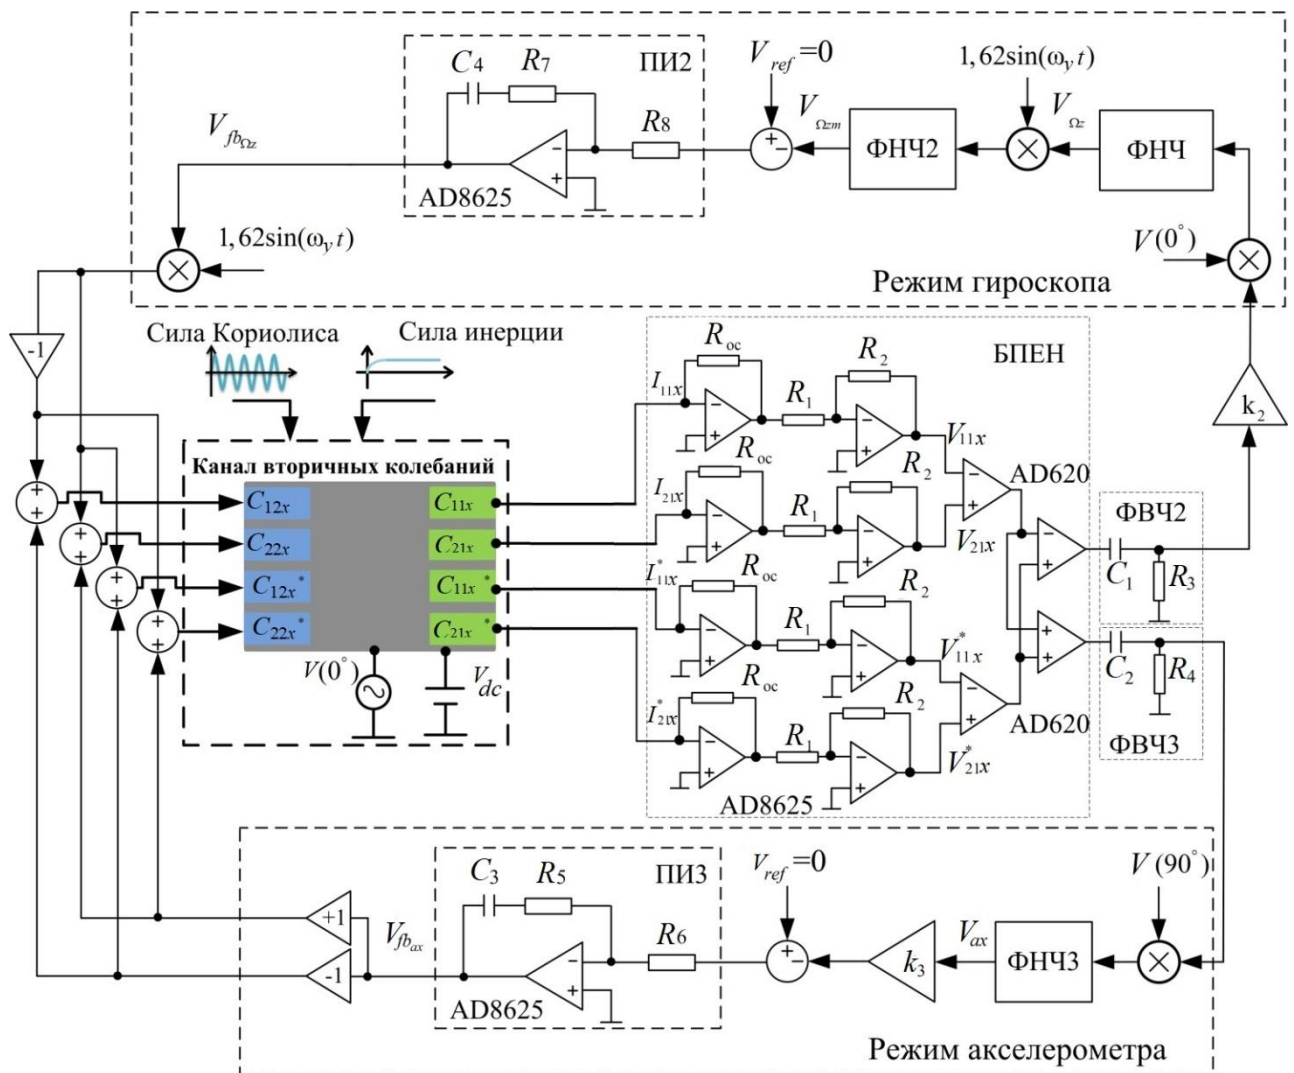 ПИ2
C4
R7
R8
AD8625
V_ref=0
V_Ωzm
ФНЧ2
1,62sin(ω_y t)
V_Ωz
ФНЧ
V_fbΩz
1,62sin(ω_y t)
V(0°)
Режим гироскопа
-1
Сила Кориолиса
Сила инерции
БПЕН
k2
Канал вторичных колебаний
C12x
C22x
C12x*
C22x*
C11x
C21x
C11x*
C21x*
V(0°)
V_dc
I11x
R_oc
R1
R2
V11x
I21x
R_oc
R1
R2
V21x
I*11x
R_oc
R1
R2
V*11x
I*21x
R_oc
R1
R2
V*21x
AD8625
AD620
AD620
ФВЧ2
C1
R3
C2
R4
ФВЧ3
+
+
+
+
+
+
+
+
+1
-1
V_fbax
ПИ3
C3
R5
R6
AD8625
V_ref=0
k3
V_ax
ФНЧ3
V(90°)
Режим акселерометра